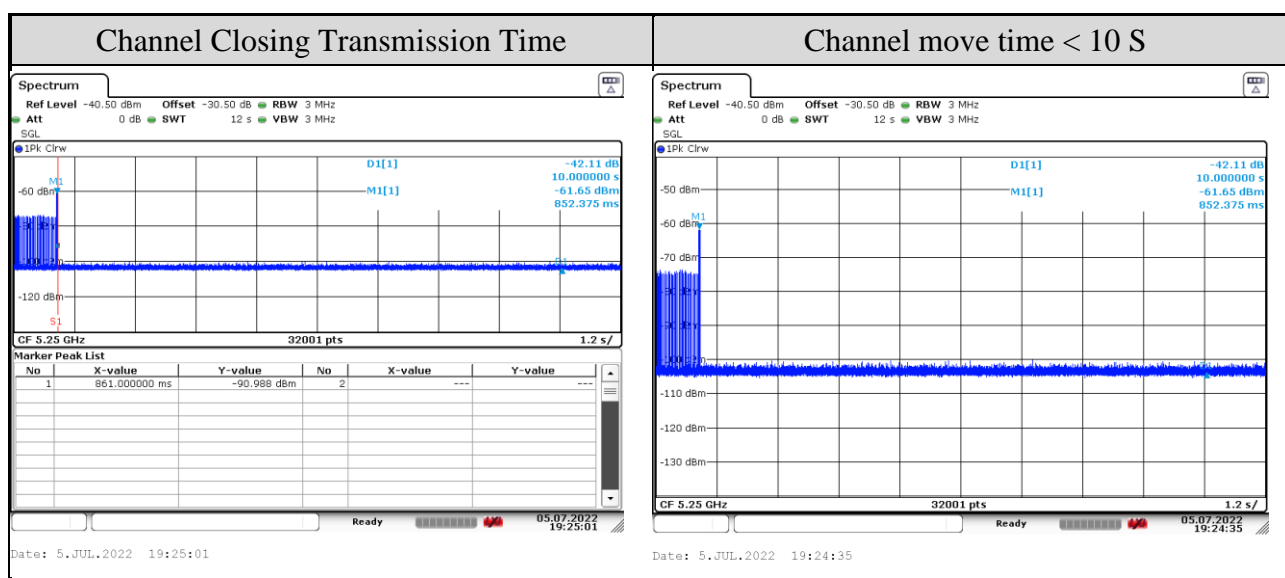 Channel Closing Transmission Time
Channel move time < 10 S
Spectrum
Ref Level -40.50 dBm Offset -30.50 dB RBW 3 MHz
Att 0 dB SWT 12 s VBW 3 MHz
SGL
1Pk Clrw
D1[1] -42.11 dB
10.000000 s
M1[1] -61.65 dBm
852.375 ms
M1
-60 dBm
D1
-120 dBm
S1
CF 5.25 GHz 32001 pts 1.2 s/
Marker Peak List
No X-value Y-value No X-value Y-value
1 861.000000 ms -90.988 dBm 2 --- ---
Ready 05.07.2022
19:25:01
Date: 5.JUL.2022 19:25:01
Spectrum
Ref Level -40.50 dBm Offset -30.50 dB RBW 3 MHz
Att 0 dB SWT 12 s VBW 3 MHz
SGL
1Pk Clrw
D1[1] -42.11 dB
10.000000 s
-50 dBm
M1[1] -61.65 dBm
852.375 ms
M1
-60 dBm
-70 dBm
-110 dBm
-120 dBm
-130 dBm
CF 5.25 GHz 32001 pts 1.2 s/
Ready 05.07.2022
19:24:35
Date: 5.JUL.2022 19:24:35